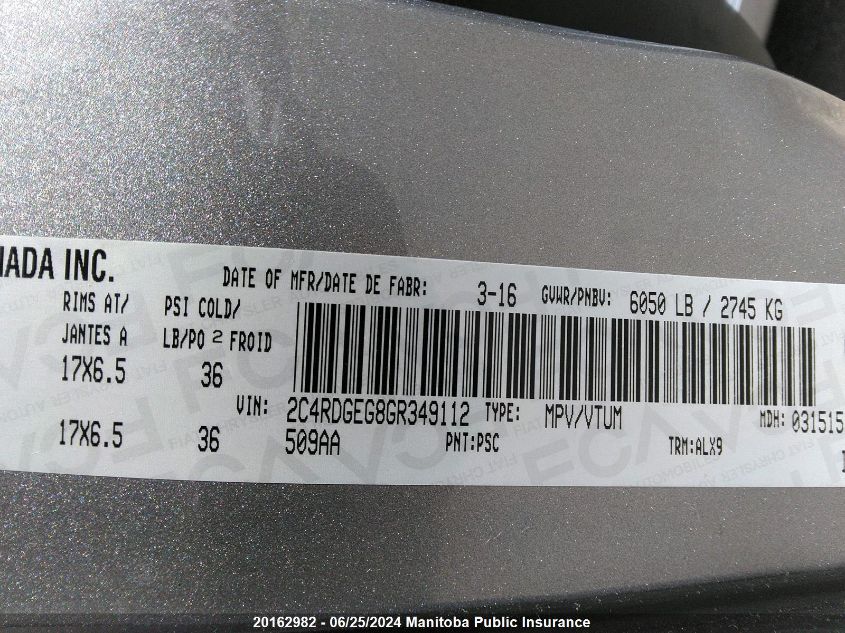 NADA INC.
DATE OF MFR/DATE DE FABR: 3-16 GVWR/PNBV: 6050 LB / 2745 KG
RIMS AT/ PSI COLD/
JANTES A LB/PO 2 FROID
17X6.5 36
VIN: 2C4RDGEG8GR349112 TYPE: MPV/VTUM MDH: 031515
17X6.5 36 509AA PNT:PSC TRM:ALX9
20162982 - 06/25/2024 Manitoba Public Insurance